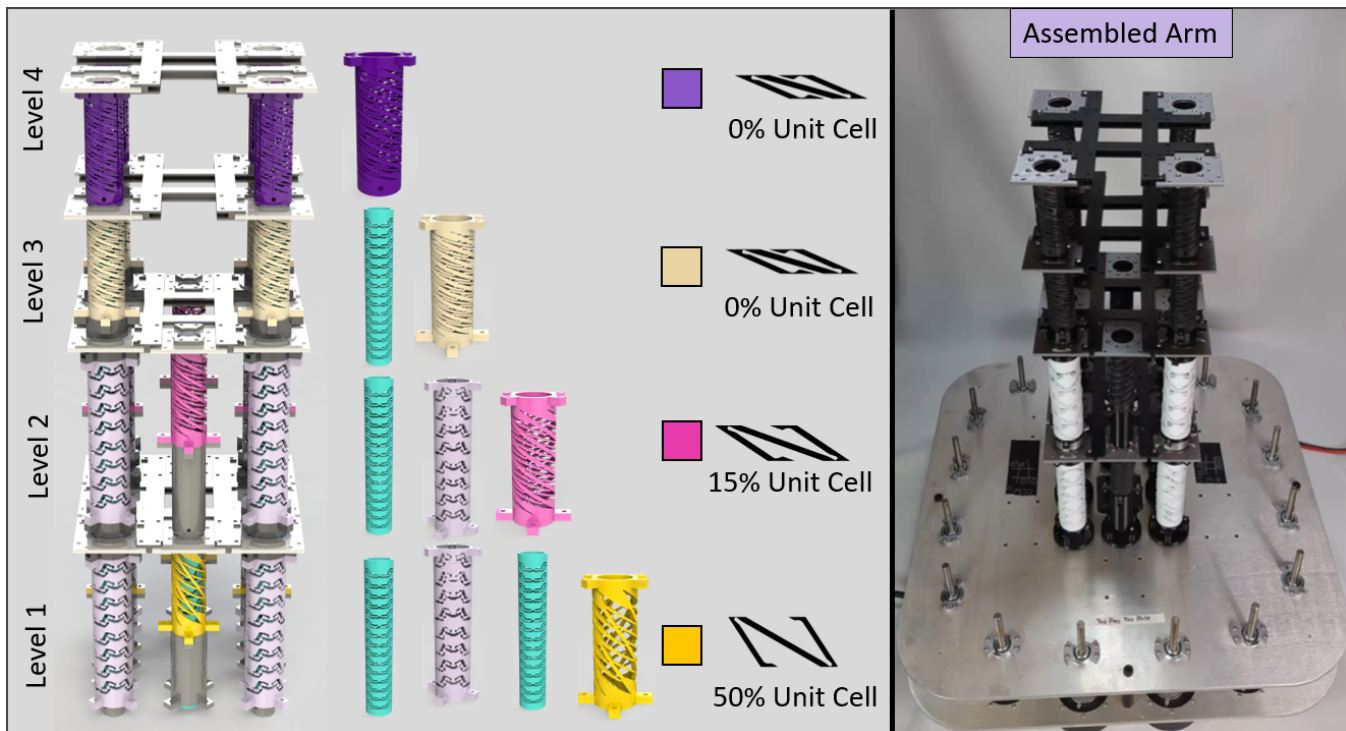 Level 4
Level 3
Level 2
Level 1
0% Unit Cell
0% Unit Cell
15% Unit Cell
50% Unit Cell
Assembled Arm